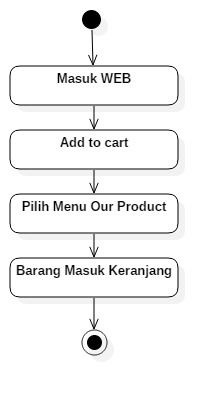 Masuk WEB
Add to cart
Pilih Menu Our Product
Barang Masuk Keranjang